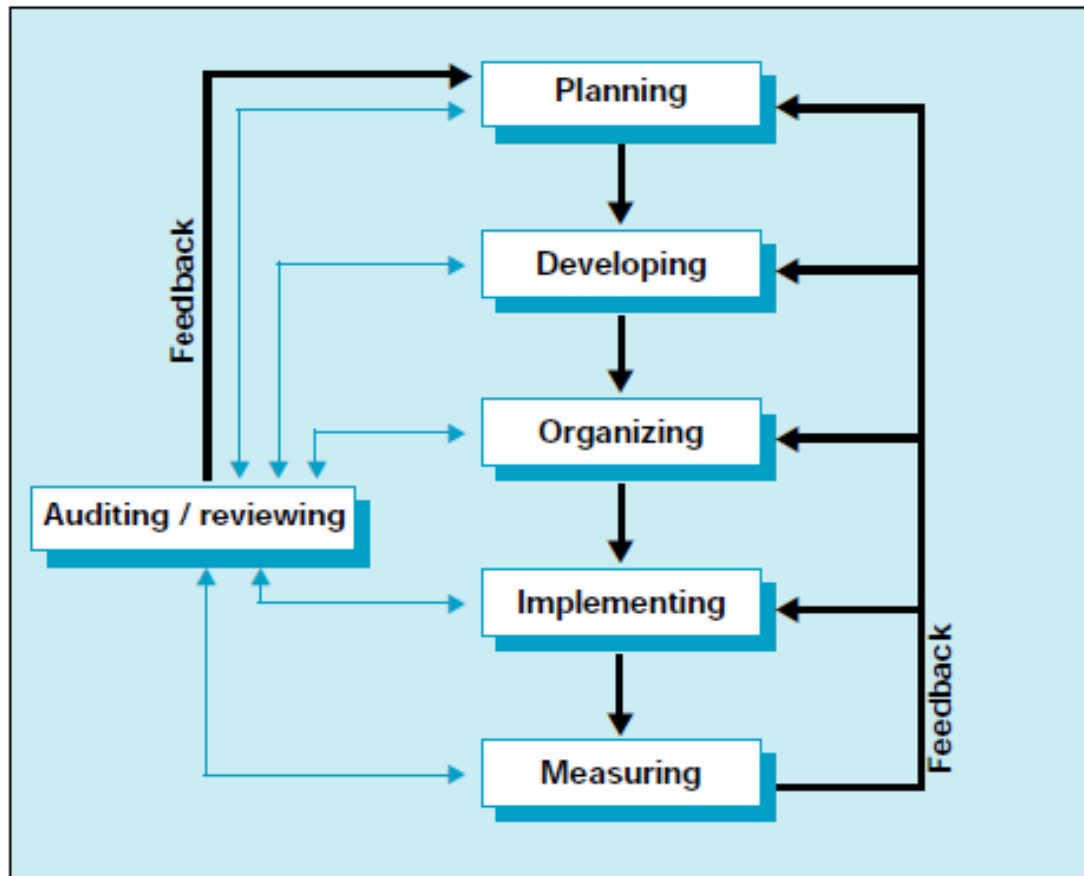 Planning
Feedback
Developing
Organizing
Auditing / reviewing
Implementing
Feedback
Measuring